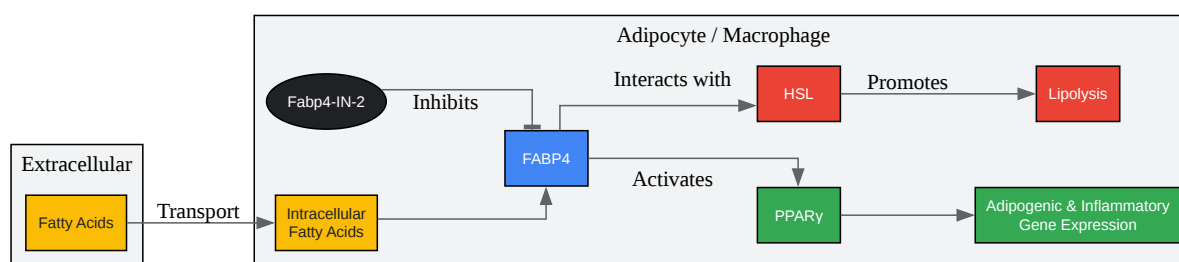 Adipocyte / Macrophage
Fabp4-IN-2
Inhibits
Interacts with
HSL
Promotes
Lipolysis
Extracellular
FABP4
Activates
Fatty Acids
Transport
Intracellular
Fatty Acids
PPARγ
Adipogenic & Inflammatory
Gene Expression